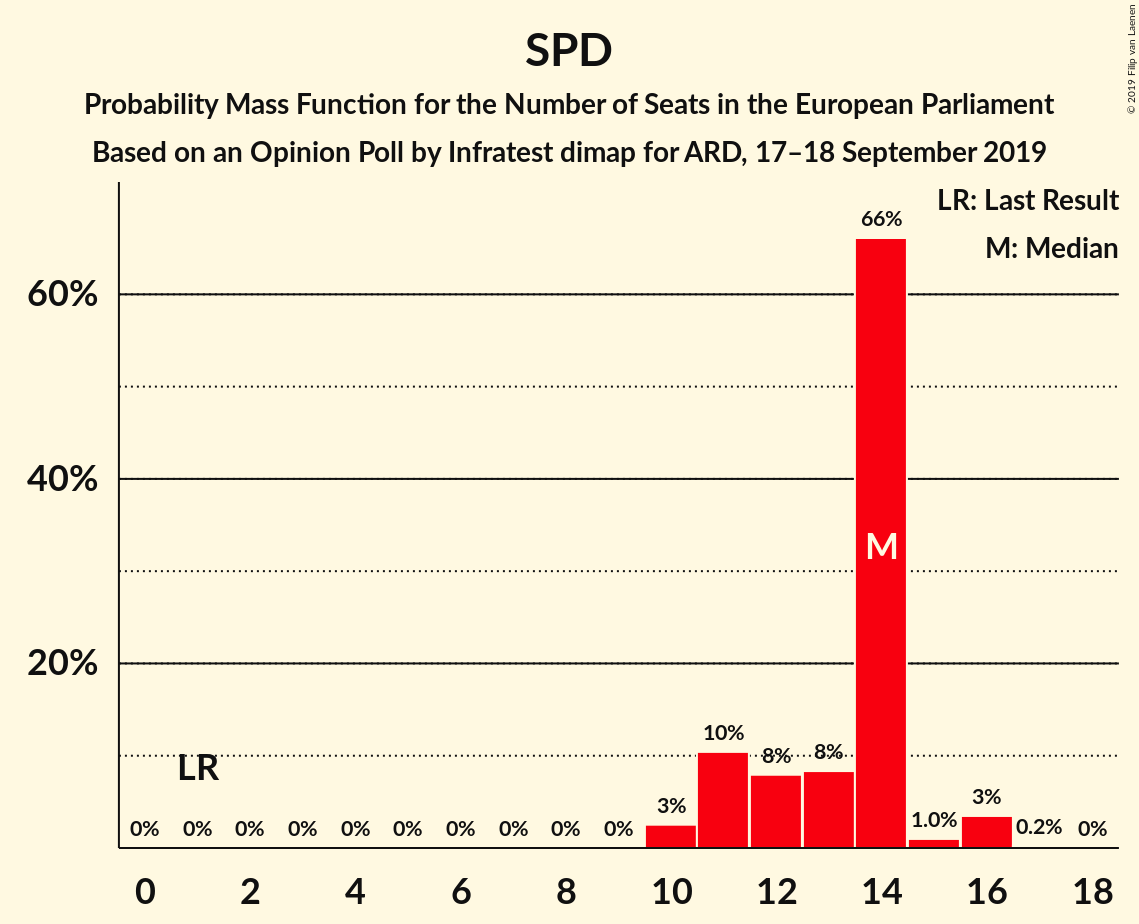 SPD
Probability Mass Function for the Number of Seats in the European Parliament
Based on an Opinion Poll by Infratest dimap for ARD, 17–18 September 2019
© 2019 Filip van Laenen
LR: Last Result
M: Median
60%
40%
20%
LR
M
0%
0%
0%
0%
0%
0%
0%
0%
0%
0%
3%
10%
8%
8%
66%
1.0%
3%
0.2%
0%
0 2 4 6 8 10 12 14 16 18